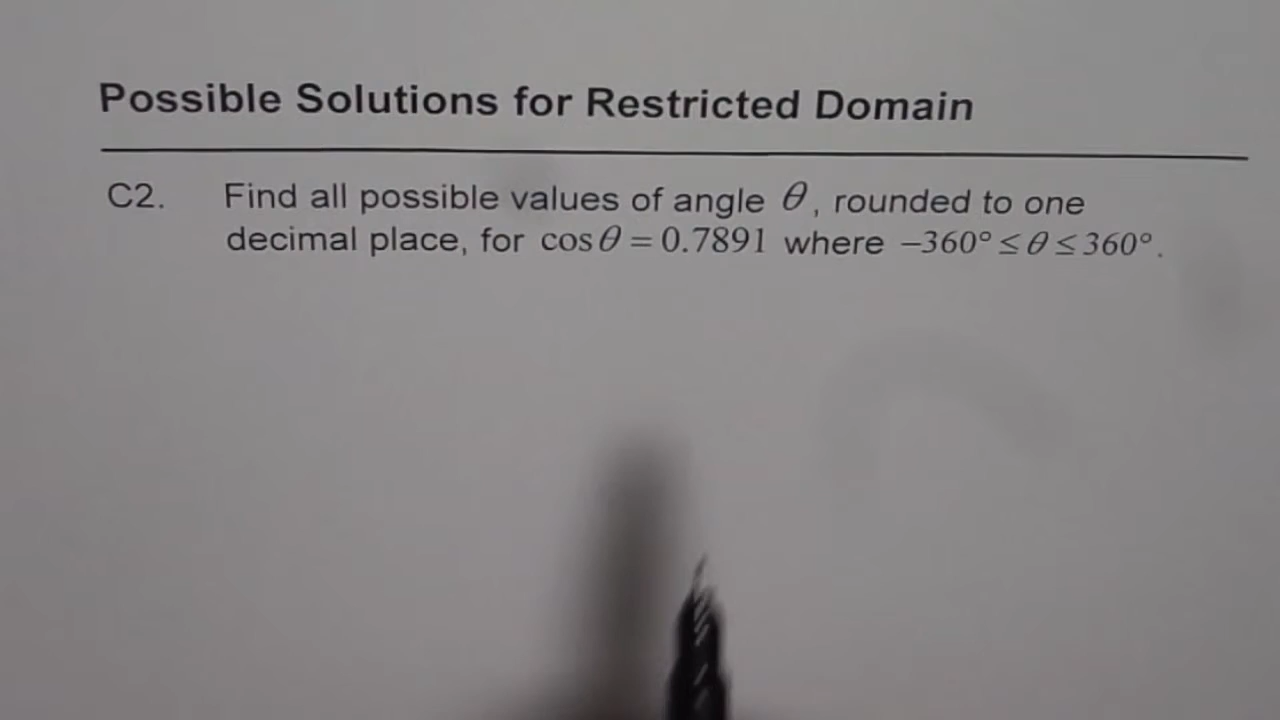 Possible Solutions for Restricted Domain
C2. Find all possible values of angle θ, rounded to one
decimal place, for cos θ = 0.7891 where −360° ≤ θ ≤ 360°.